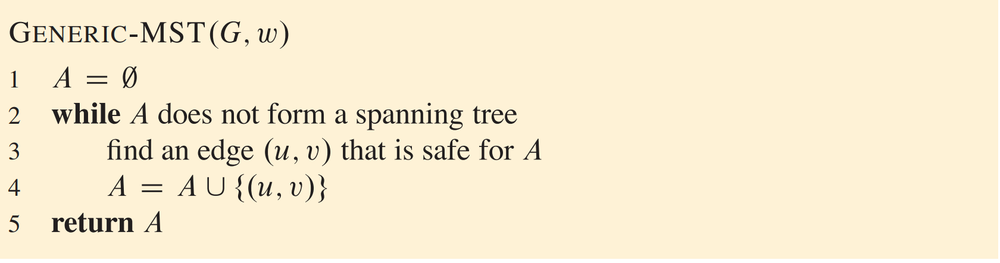 GENERIC-MST(G, w)
1 A = ∅
2 while A does not form a spanning tree
3 find an edge (u, v) that is safe for A
4 A = A ∪ {(u, v)}
5 return A